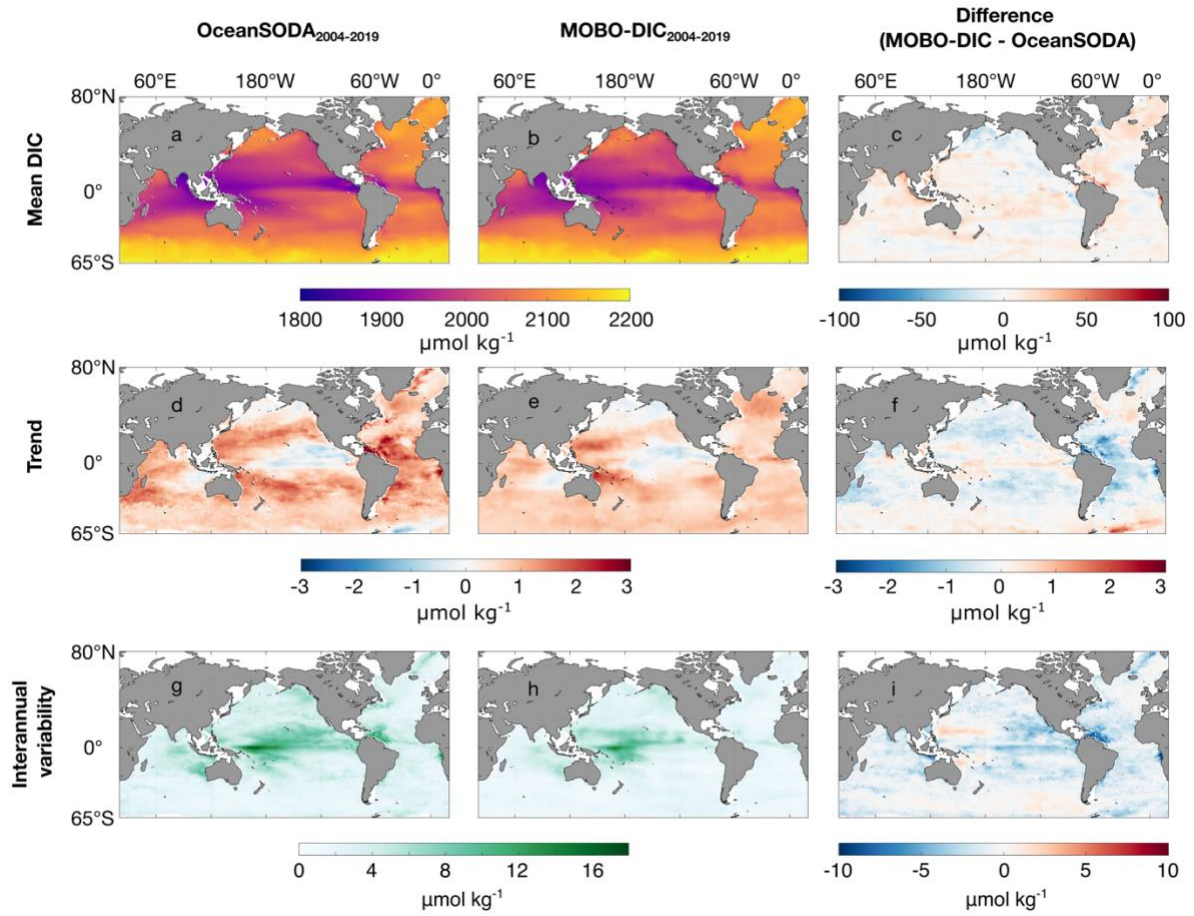 OceanSODA2004-2019
MOBO-DIC2004-2019
Difference
(MOBO-DIC - OceanSODA)
60°E 180°W 60°W 0°
60°E 180°W 60°W 0°
60°E 180°W 60°W 0°
Mean DIC
80°N
0°
65°S
a
b
c
1800 1900 2000 2100 2200
µmol kg⁻¹
-100 -50 0 50 100
µmol kg⁻¹
Trend
80°N
0°
65°S
d
e
f
-3 -2 -1 0 1 2 3
µmol kg⁻¹
-3 -2 -1 0 1 2 3
µmol kg⁻¹
Interannual
variability
80°N
0°
65°S
g
h
i
0 4 8 12 16
µmol kg⁻¹
-10 -5 0 5 10
µmol kg⁻¹